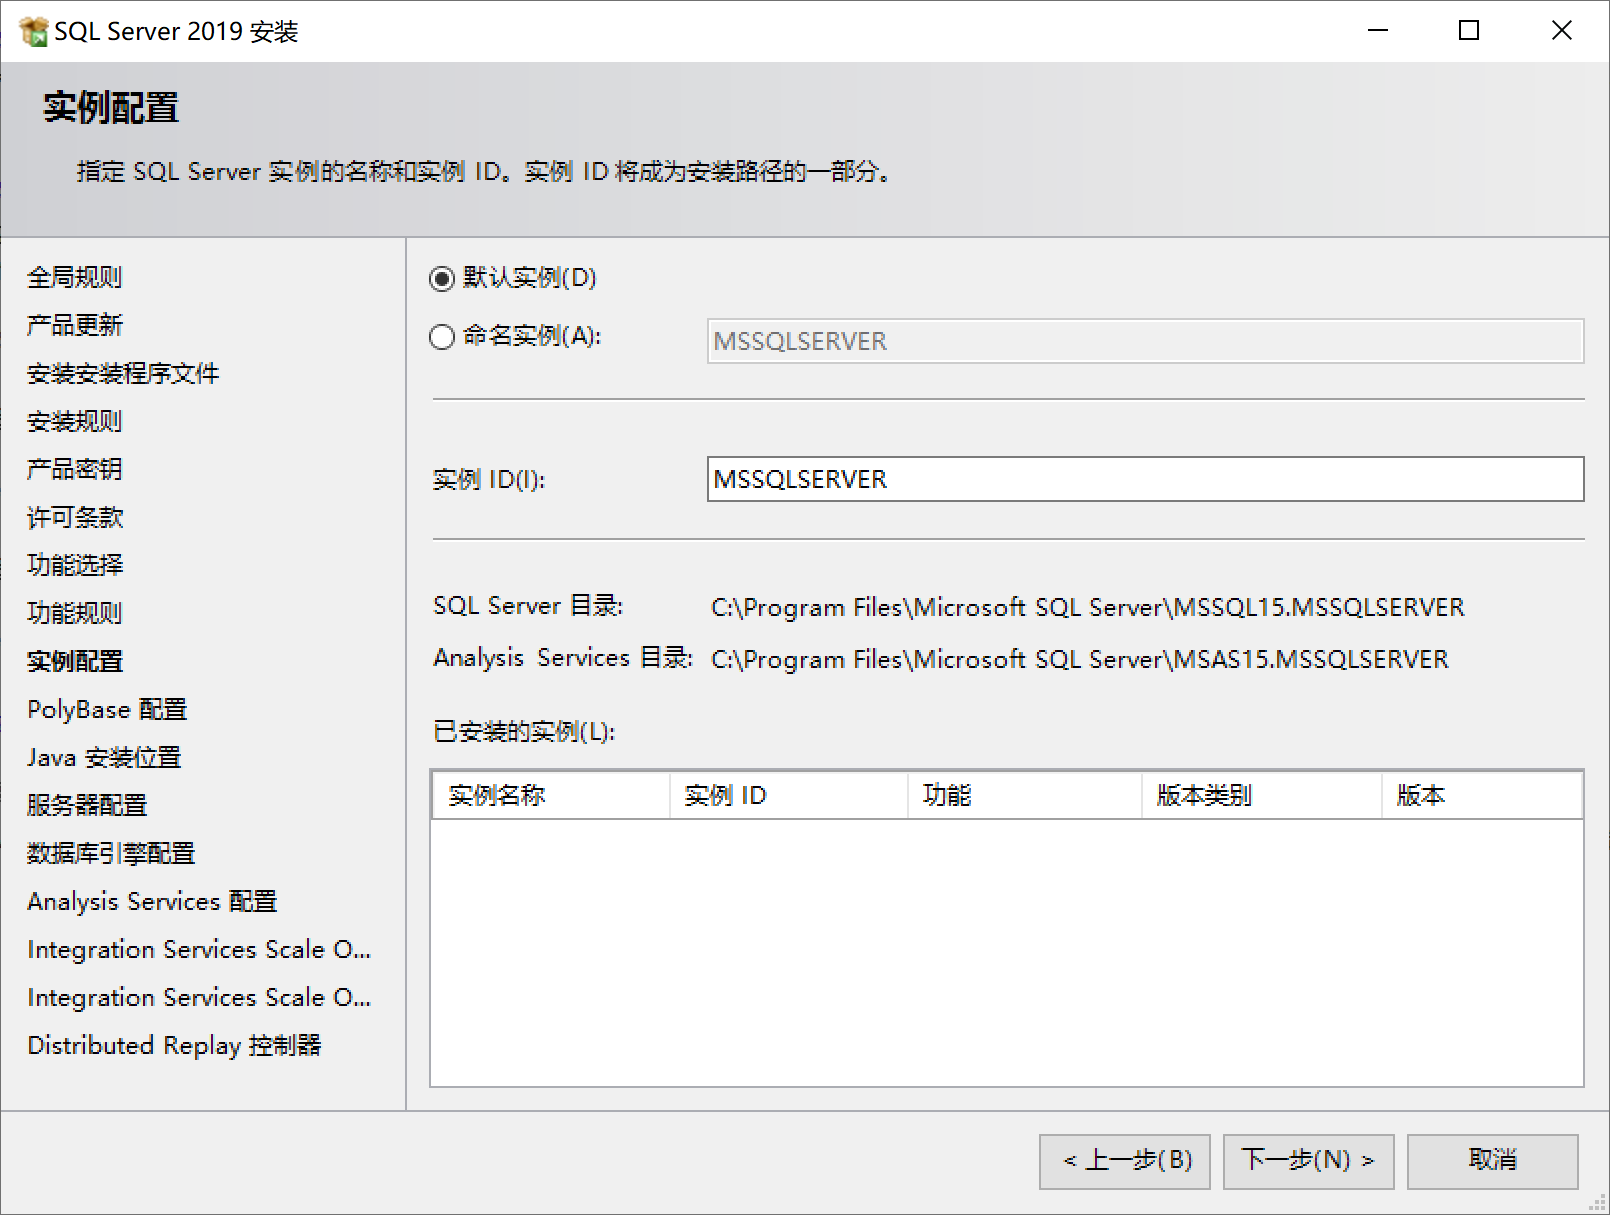 SQL Server 2019 安装
实例配置
指定 SQL Server 实例的名称和实例 ID。实例 ID 将成为安装路径的一部分。
全局规则
产品更新
安装安装程序文件
安装规则
产品密钥
许可条款
功能选择
功能规则
实例配置
PolyBase 配置
Java 安装位置
服务器配置
数据库引擎配置
Analysis Services 配置
Integration Services Scale O...
Integration Services Scale O...
Distributed Replay 控制器
默认实例(D)
命名实例(A): MSSQLSERVER
实例 ID(I): MSSQLSERVER
SQL Server 目录: C:\Program Files\Microsoft SQL Server\MSSQL15.MSSQLSERVER
Analysis Services 目录: C:\Program Files\Microsoft SQL Server\MSAS15.MSSQLSERVER
已安装的实例(L):
实例名称 实例 ID 功能 版本类别 版本
< 上一步(B) 下一步(N) > 取消